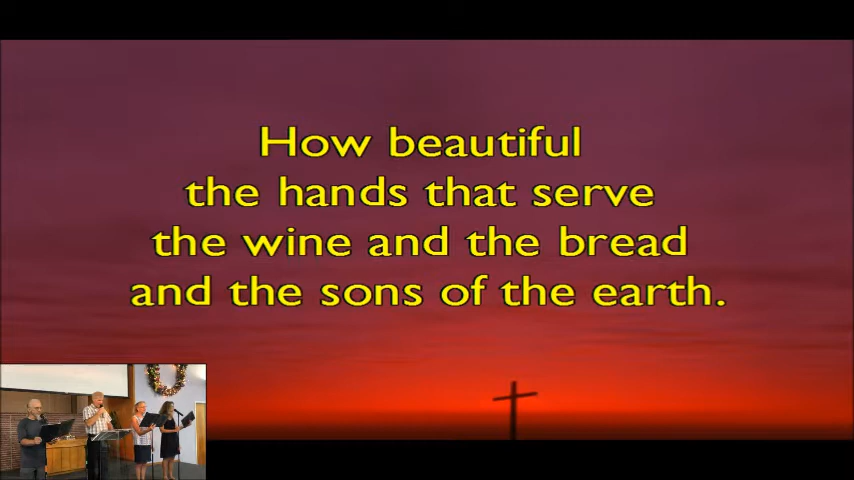 How beautiful
the hands that serve
the wine and the bread
and the sons of the earth.